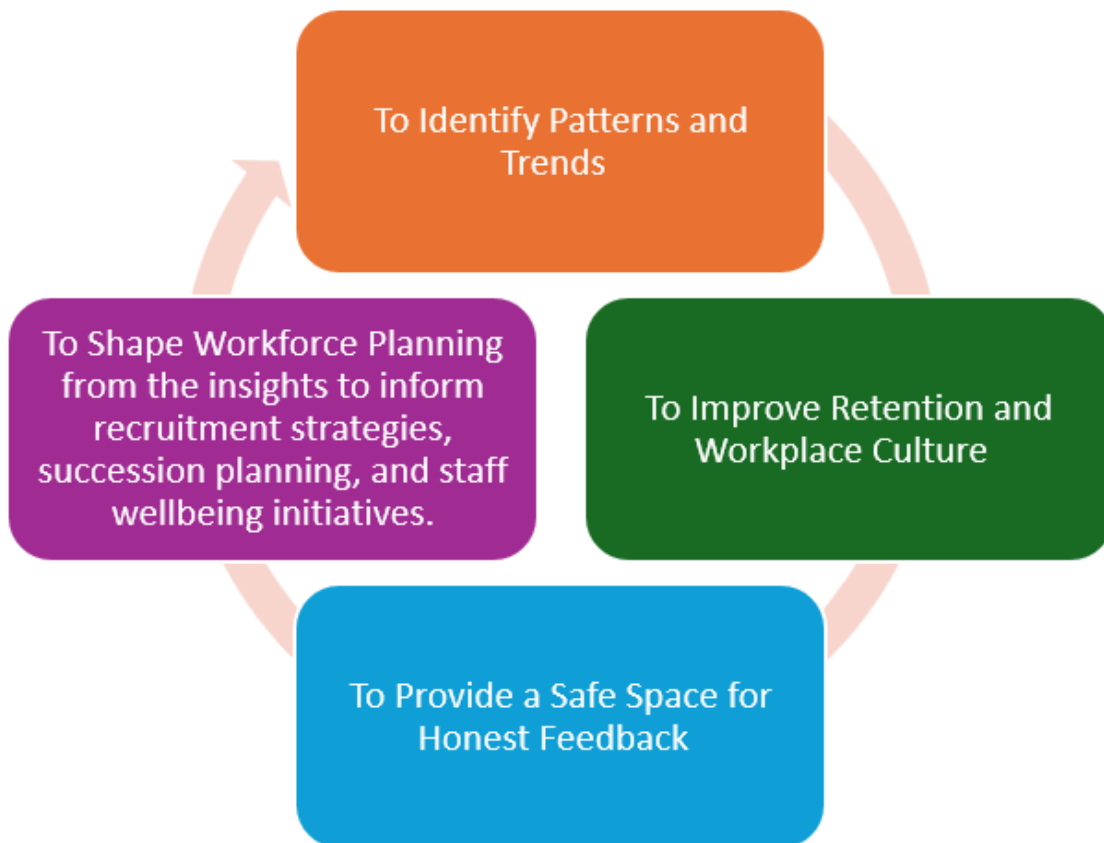 To Identify Patterns and
Trends
To Improve Retention and
Workplace Culture
To Provide a Safe Space for
Honest Feedback
To Shape Workforce Planning
from the insights to inform
recruitment strategies,
succession planning, and staff
wellbeing initiatives.